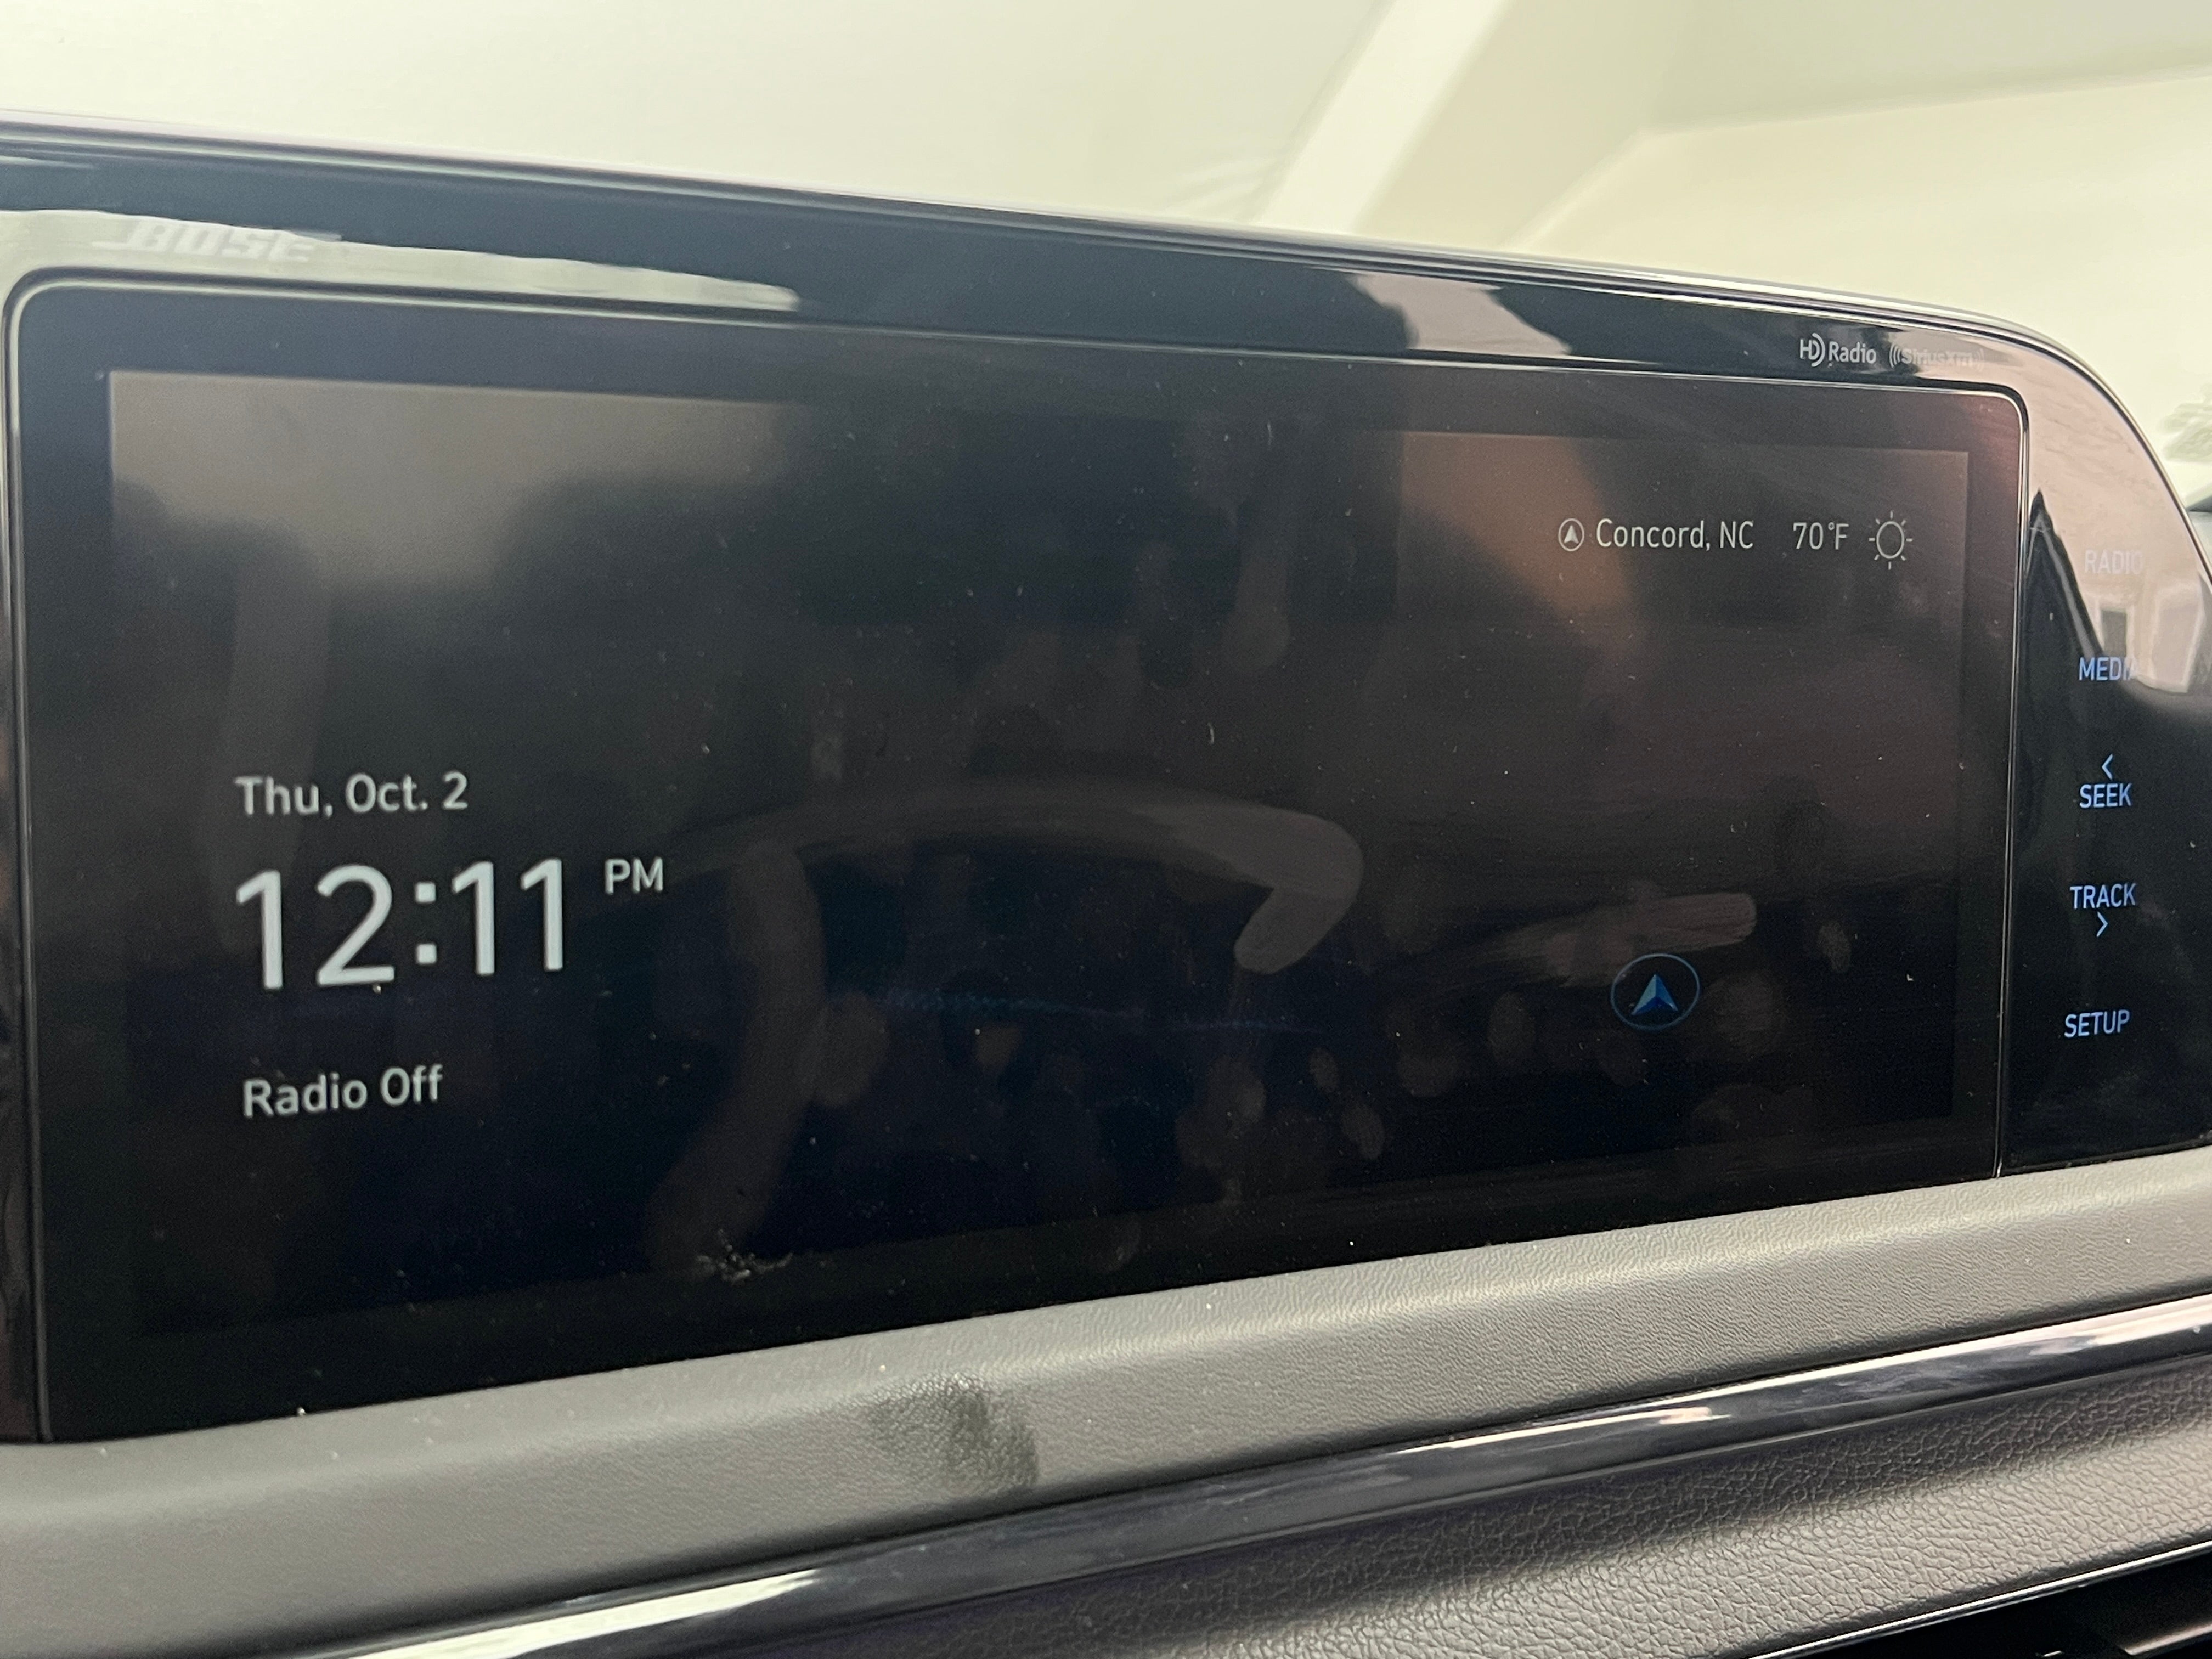 BOSE
HD Radio ((SiriusXM))
Concord, NC 70°F
RADIO
MEDIA
<
SEEK
TRACK
>
SETUP
Thu, Oct. 2
12:11 PM
Radio Off